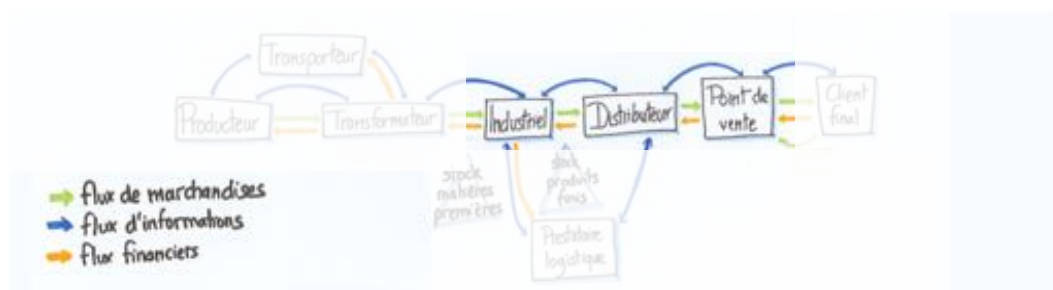 Transporteur
Producteur
Transformateur
Industriel
Distributeur
Point de
vente
Client
final
stock
matières
premières
stock
produits
finis
Prestataire
logistique
flux de marchandises
flux d'informations
flux financiers